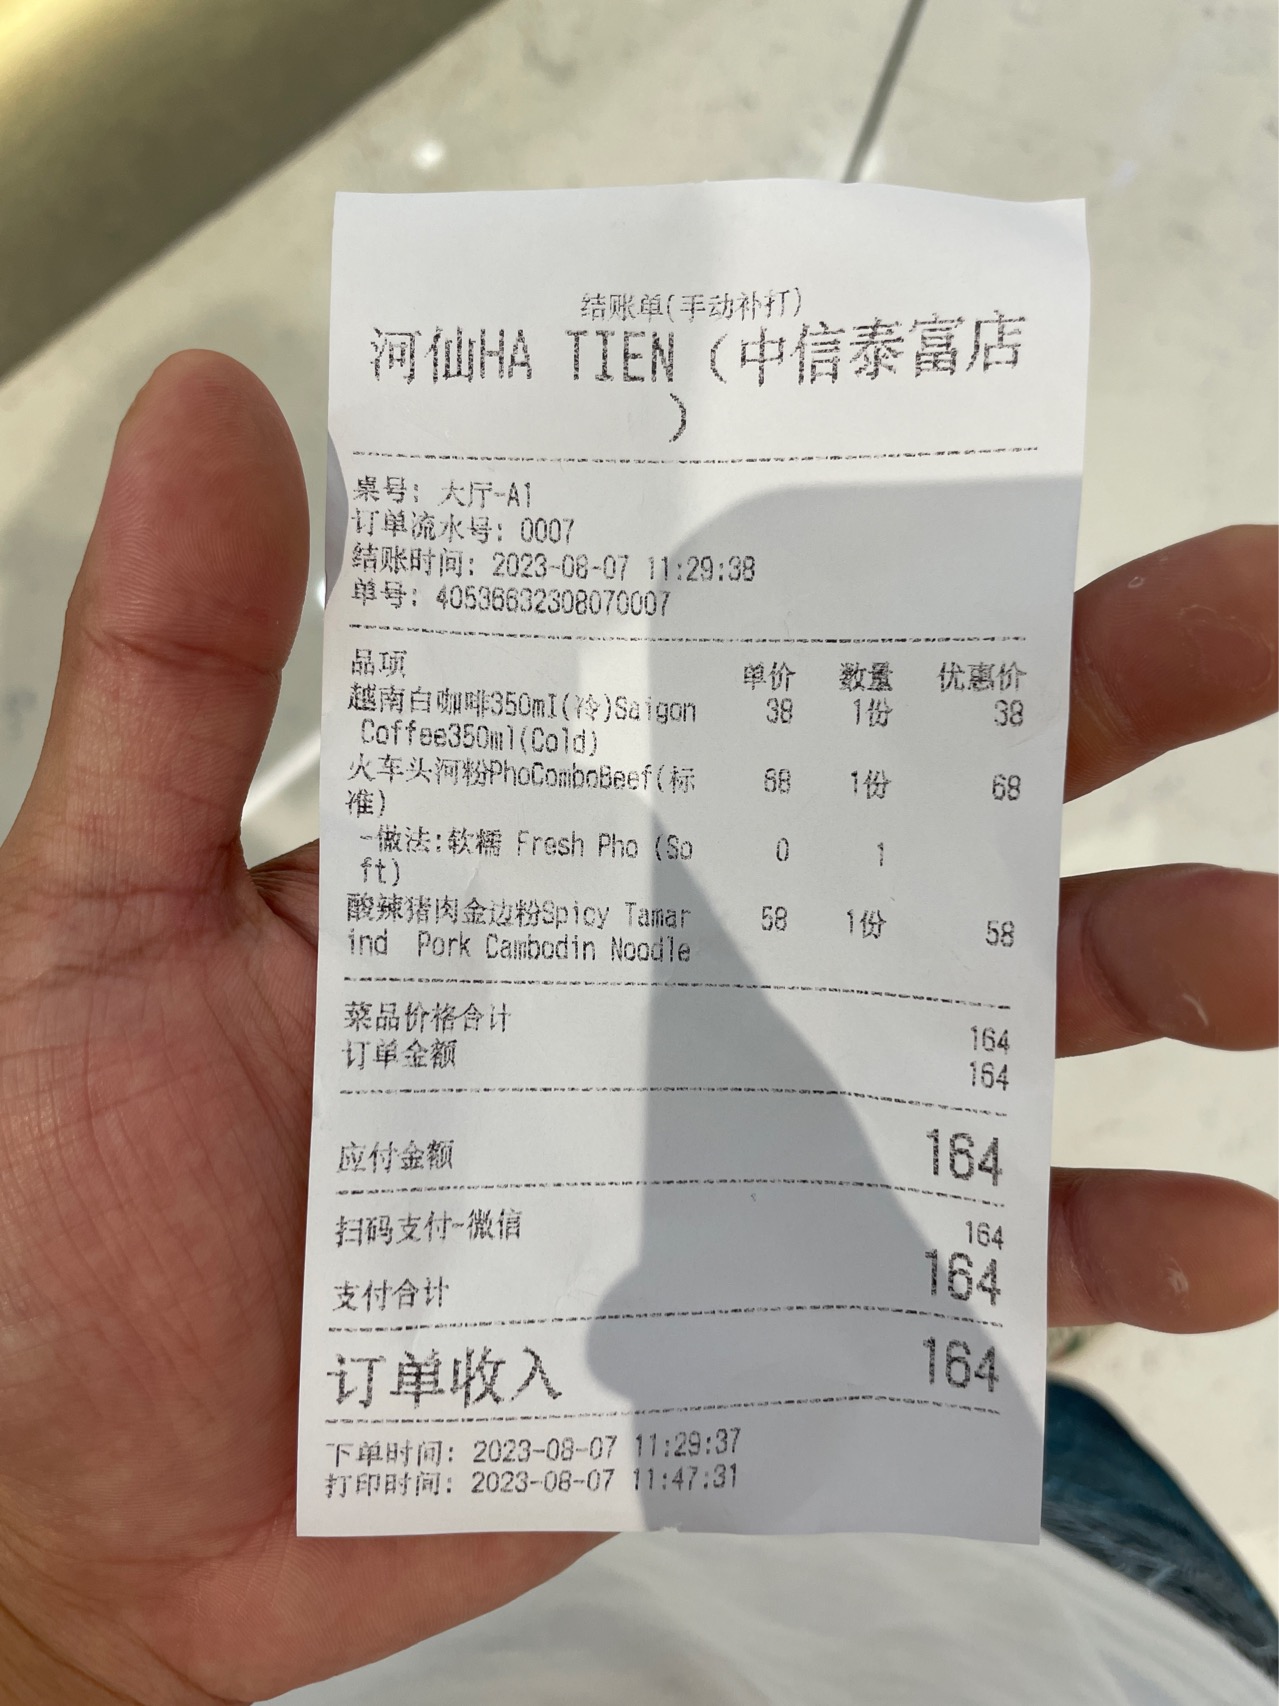 结账单(手动补打)
河仙HA TIEN（中信泰富店
）
桌号: 大厅-A1
订单流水号: 0007
结账时间: 2023-08-07 11:29:38
单号: 40536632308070007
品项 单价 数量 优惠价
越南白咖啡350ml(冷)Saigon 38 1份 38
Coffee350ml(Cold)
火车头河粉PhoComboBeef(标 68 1份 68
准)
-做法:软糯 Fresh Pho (So 0 1
ft)
酸辣猪肉金边粉Spicy Tamar 58 1份 58
ind Pork Cambodin Noodle
菜品价格合计 164
订单金额 164
应付金额 164
扫码支付-微信 164
支付合计 164
订单收入 164
下单时间: 2023-08-07 11:29:37
打印时间: 2023-08-07 11:47:31